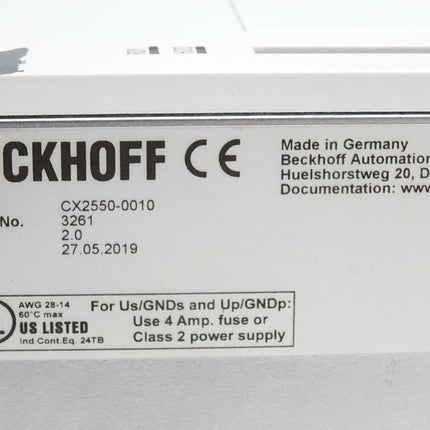 CKHOFF CE
Made in Germany
Beckhoff Automation
Huelshorstweg 20, D
Documentation: www
CX2550-0010
No. 3261
2.0
27.05.2019
AWG 28-14
60°C max
US LISTED
Ind.Cont.Eq. 24TB
For Us/GNDs and Up/GNDp:
Use 4 Amp. fuse or
Class 2 power supply